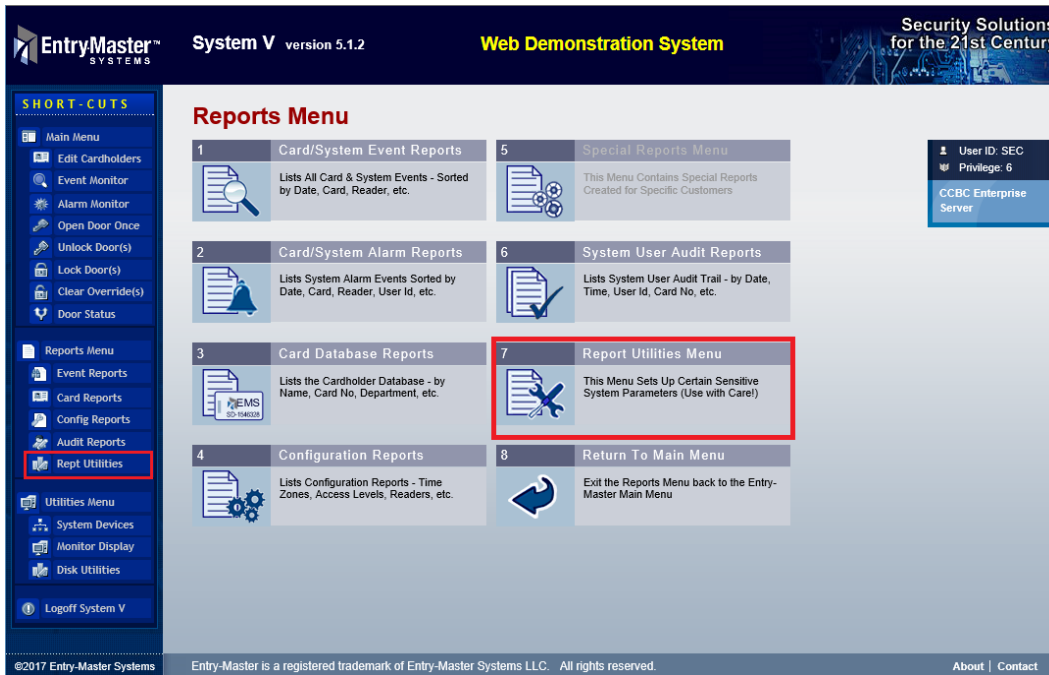 EntryMaster™
SYSTEMS
System V version 5.1.2
Web Demonstration System
Security Solutions
for the 21st Century
SHORT-CUTS
Main Menu
Edit Cardholders
Event Monitor
Alarm Monitor
Open Door Once
Unlock Door(s)
Lock Door(s)
Clear Override(s)
Door Status
Reports Menu
Event Reports
Card Reports
Config Reports
Audit Reports
Rept Utilities
Utilities Menu
System Devices
Monitor Display
Disk Utilities
Logoff System V
Reports Menu
1 Card/System Event Reports
Lists All Card & System Events - Sorted
by Date, Card, Reader, etc.
2 Card/System Alarm Reports
Lists System Alarm Events Sorted by
Date, Card, Reader, User Id, etc.
3 Card Database Reports
EMS
SD-1646328
Lists the Cardholder Database - by
Name, Card No, Department, etc.
4 Configuration Reports
Lists Configuration Reports - Time
Zones, Access Levels, Readers, etc.
5 Special Reports Menu
This Menu Contains Special Reports
Created for Specific Customers
6 System User Audit Reports
Lists System User Audit Trail - by Date,
Time, User Id, Card No, etc.
7 Report Utilities Menu
This Menu Sets Up Certain Sensitive
System Parameters (Use with Care!)
8 Return To Main Menu
Exit the Reports Menu back to the Entry-
Master Main Menu
User ID: SEC
Privilege: 6
CCBC Enterprise
Server
©2017 Entry-Master Systems
Entry-Master is a registered trademark of Entry-Master Systems LLC. All rights reserved.
About | Contact